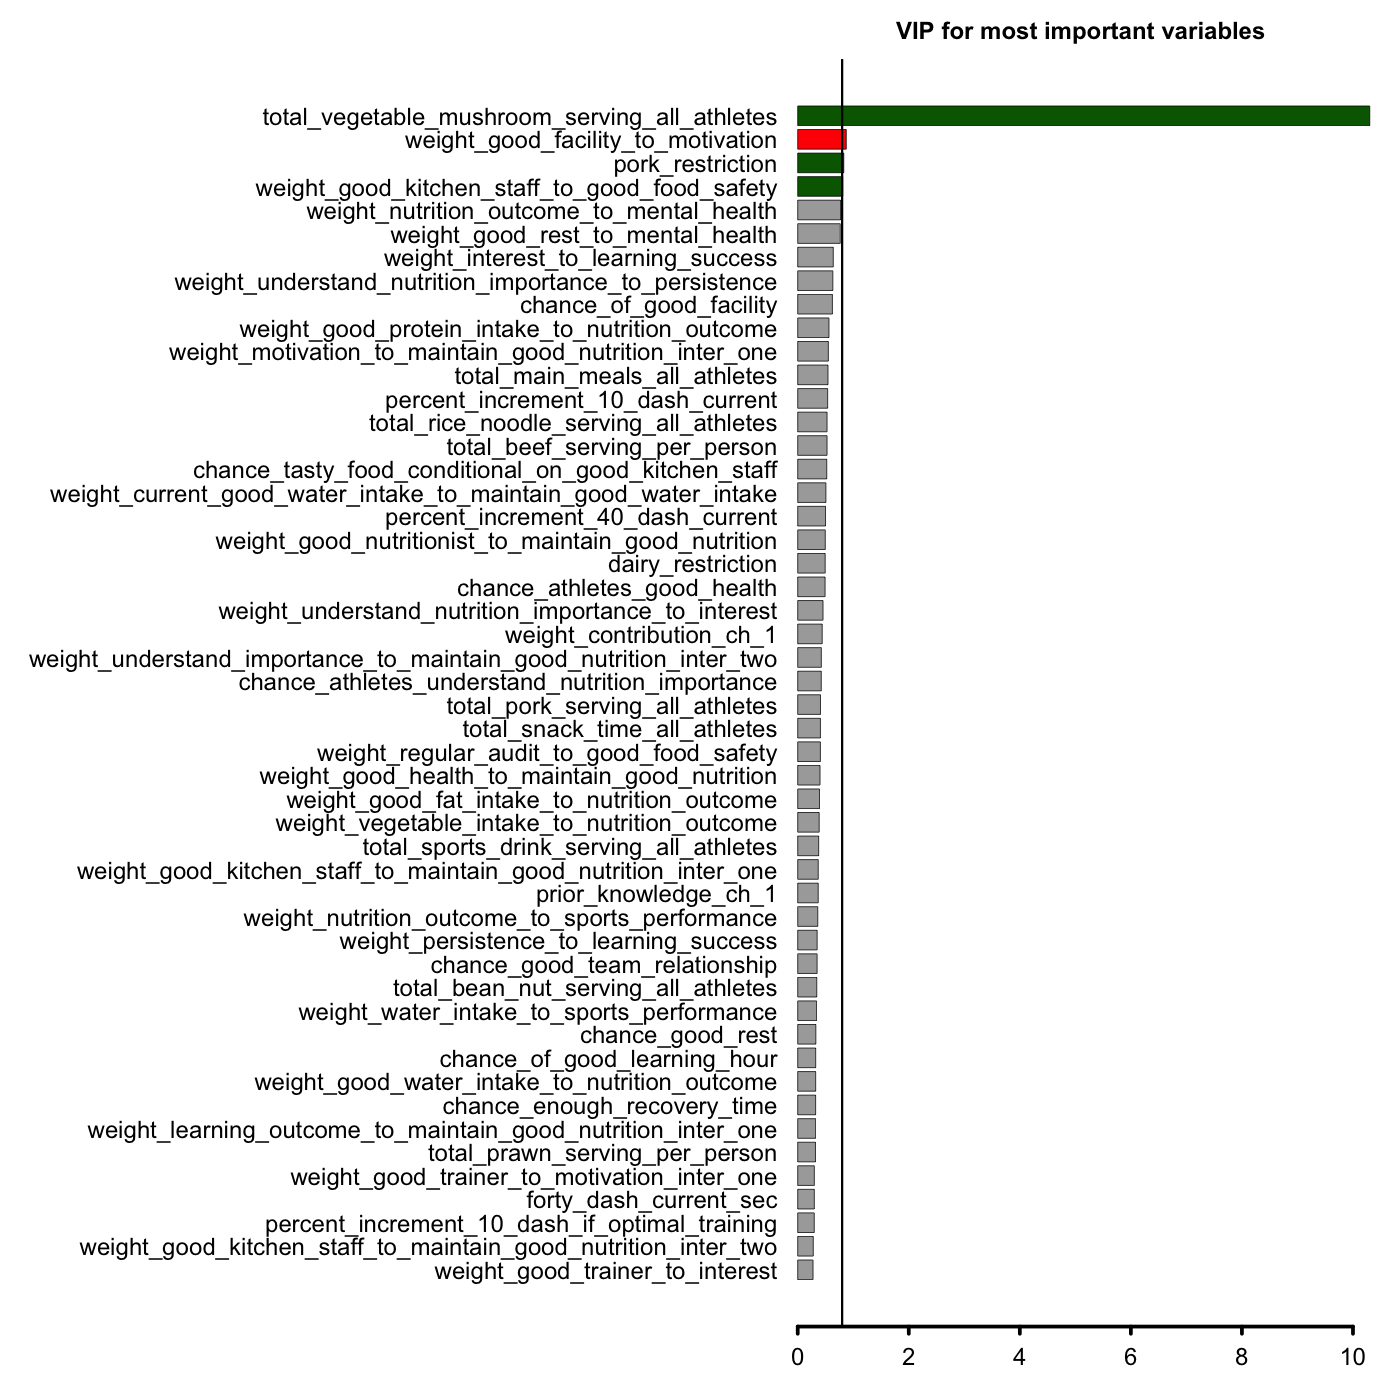 VIP for most important variables
total_vegetable_mushroom_serving_all_athletes
weight_good_facility_to_motivation
pork_restriction
weight_good_kitchen_staff_to_good_food_safety
weight_nutrition_outcome_to_mental_health
weight_good_rest_to_mental_health
weight_interest_to_learning_success
weight_understand_nutrition_importance_to_persistence
chance_of_good_facility
weight_good_protein_intake_to_nutrition_outcome
weight_motivation_to_maintain_good_nutrition_inter_one
total_main_meals_all_athletes
percent_increment_10_dash_current
total_rice_noodle_serving_all_athletes
total_beef_serving_per_person
chance_tasty_food_conditional_on_good_kitchen_staff
weight_current_good_water_intake_to_maintain_good_water_intake
percent_increment_40_dash_current
weight_good_nutritionist_to_maintain_good_nutrition
dairy_restriction
chance_athletes_good_health
weight_understand_nutrition_importance_to_interest
weight_contribution_ch_1
weight_understand_importance_to_maintain_good_nutrition_inter_two
chance_athletes_understand_nutrition_importance
total_pork_serving_all_athletes
total_snack_time_all_athletes
weight_regular_audit_to_good_food_safety
weight_good_health_to_maintain_good_nutrition
weight_good_fat_intake_to_nutrition_outcome
weight_vegetable_intake_to_nutrition_outcome
total_sports_drink_serving_all_athletes
weight_good_kitchen_staff_to_maintain_good_nutrition_inter_one
prior_knowledge_ch_1
weight_nutrition_outcome_to_sports_performance
weight_persistence_to_learning_success
chance_good_team_relationship
total_bean_nut_serving_all_athletes
weight_water_intake_to_sports_performance
chance_good_rest
chance_of_good_learning_hour
weight_good_water_intake_to_nutrition_outcome
chance_enough_recovery_time
weight_learning_outcome_to_maintain_good_nutrition_inter_one
total_prawn_serving_per_person
weight_good_trainer_to_motivation_inter_one
forty_dash_current_sec
percent_increment_10_dash_if_optimal_training
weight_good_kitchen_staff_to_maintain_good_nutrition_inter_two
weight_good_trainer_to_interest
0 2 4 6 8 10